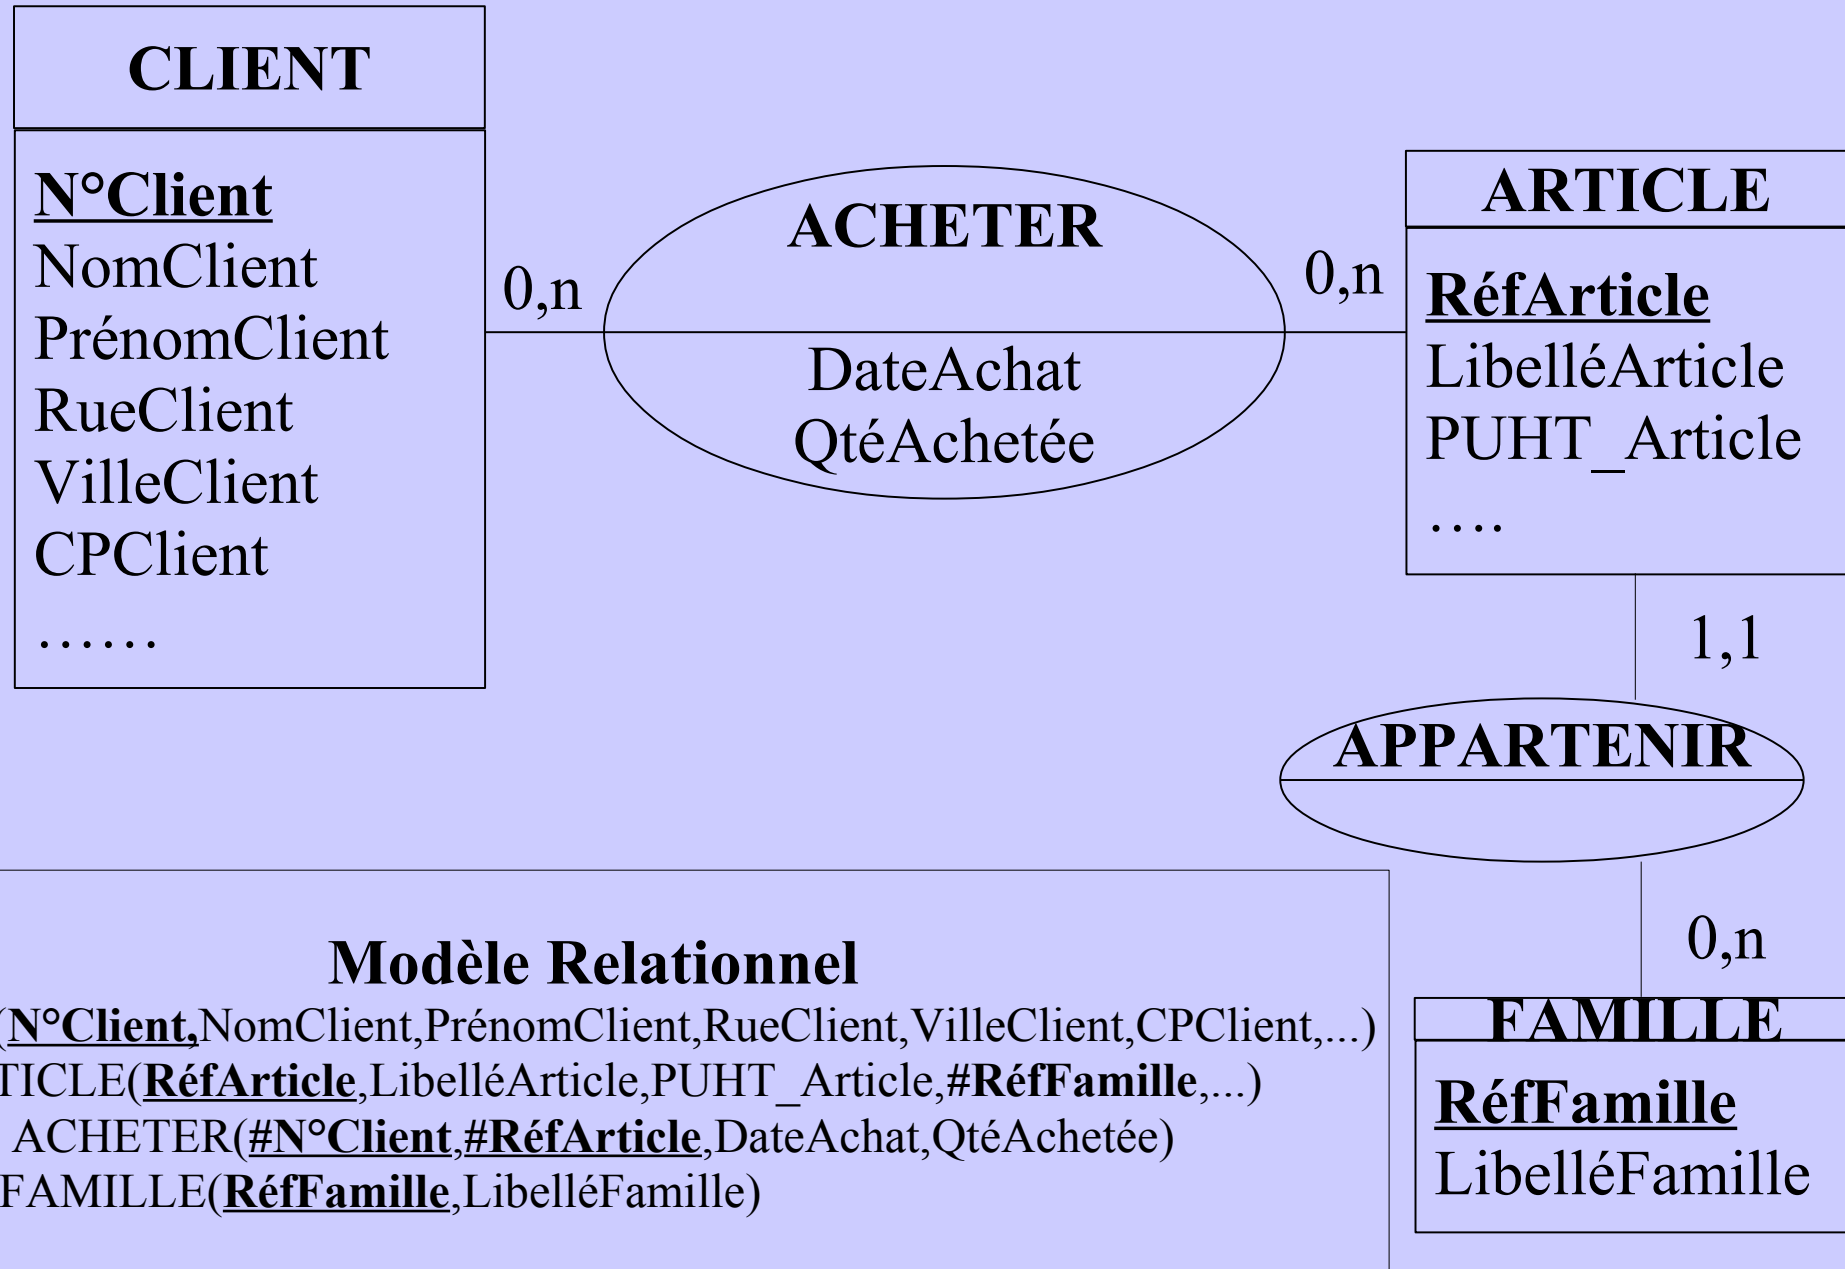 CLIENT
N°Client
NomClient
PrénomClient
RueClient
VilleClient
CPClient
……
0,n
ACHETER
DateAchat
QtéAchetée
0,n
ARTICLE
RéfArticle
LibelléArticle
PUHT_Article
….
1,1
APPARTENIR
0,n
FAMILLE
RéfFamille
LibelléFamille
Modèle Relationnel
(N°Client,NomClient,PrénomClient,RueClient,VilleClient,CPClient,...)
TICLE(RéfArticle,LibelléArticle,PUHT_Article,#RéfFamille,...)
ACHETER(#N°Client,#RéfArticle,DateAchat,QtéAchetée)
FAMILLE(RéfFamille,LibelléFamille)